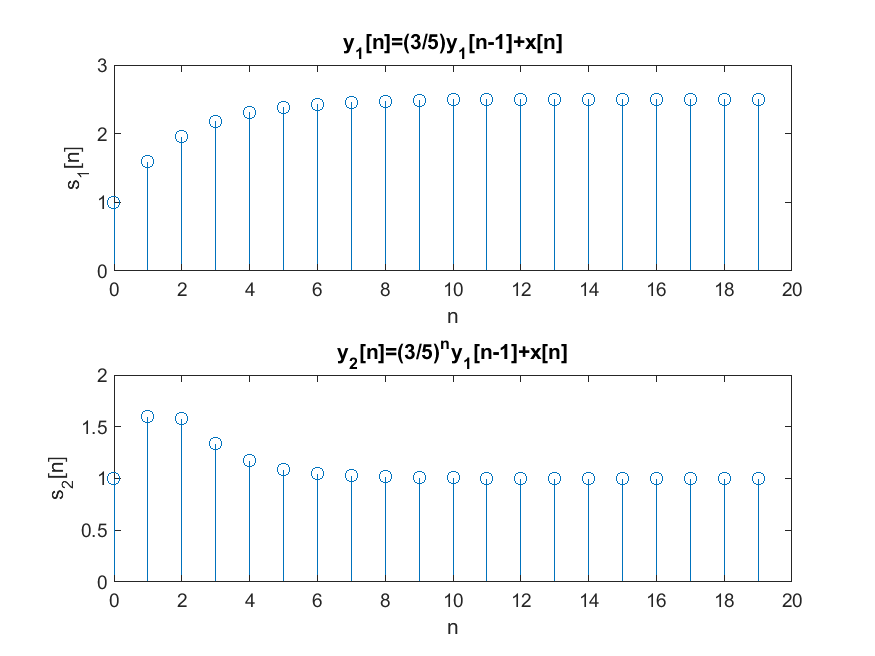 y₁[n]=(3/5)y₁[n-1]+x[n]
s₁[n]
3
2
1
0
0 2 4 6 8 10 12 14 16 18 20
n
y₂[n]=(3/5)ⁿy₁[n-1]+x[n]
s₂[n]
2
1.5
1
0.5
0
0 2 4 6 8 10 12 14 16 18 20
n